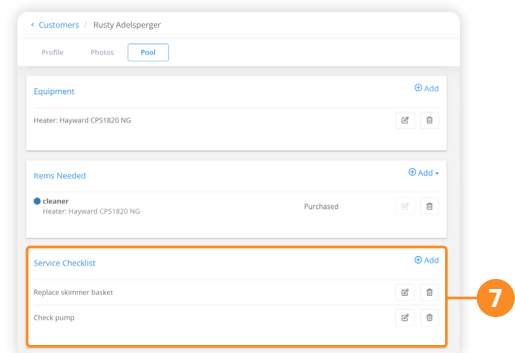 < Customers / Rusty Adelsperger
Profile Photos Pool
Equipment Add
Heater: Hayward CPS1820 NG
Items Needed Add
cleaner
Heater: Hayward CPS1820 NG Purchased
Service Checklist Add
Replace skimmer basket
Check pump
7